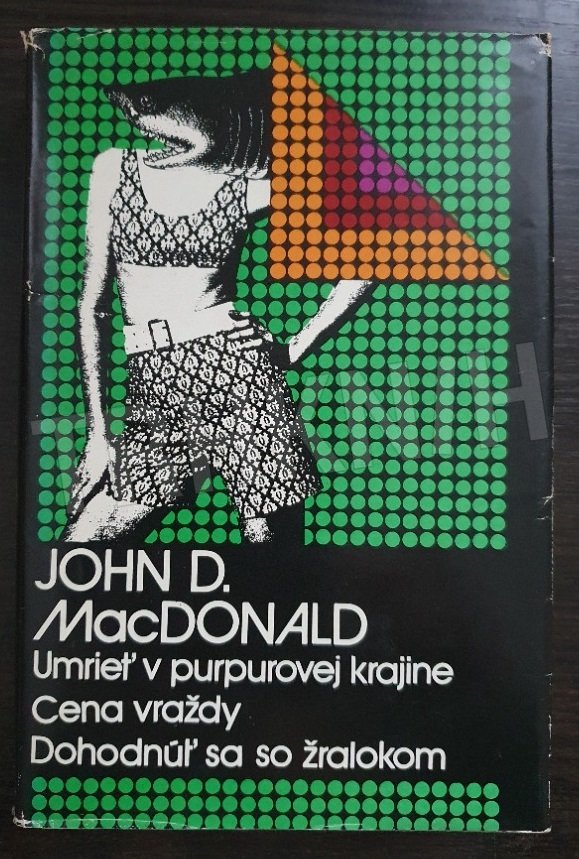 JOHN D.
MacDONALD
Umrieť v purpurovej krajine
Cena vraždy
Dohodnúť sa so žralokom